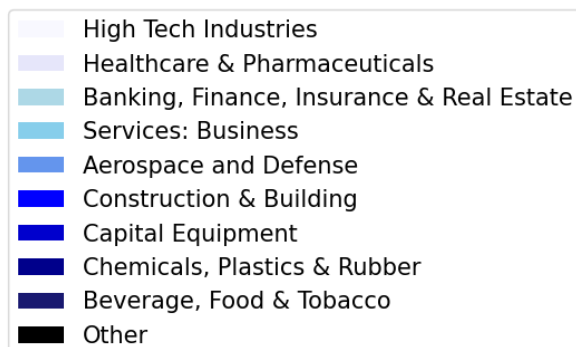 High Tech Industries
Healthcare & Pharmaceuticals
Banking, Finance, Insurance & Real Estate
Services: Business
Aerospace and Defense
Construction & Building
Capital Equipment
Chemicals, Plastics & Rubber
Beverage, Food & Tobacco
Other